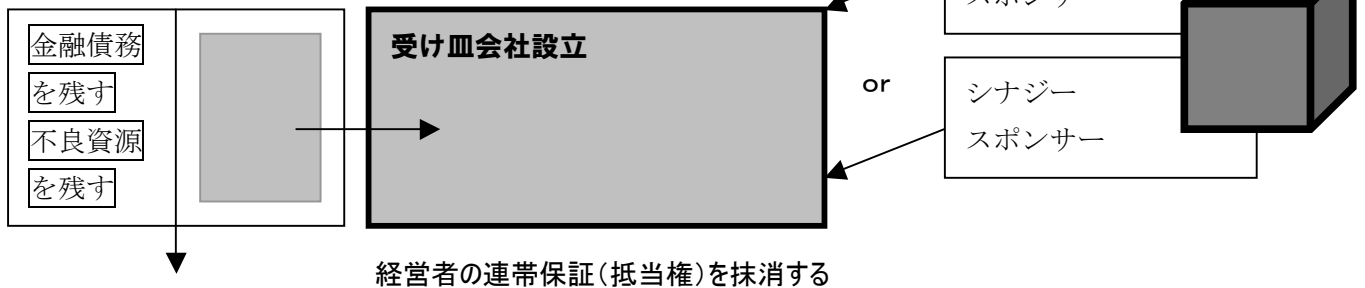 金融債務
を残す
不良資源
を残す
受け皿会社設立
or
シナジー
スポンサー
経営者の連帯保証(抵当権)を抹消する